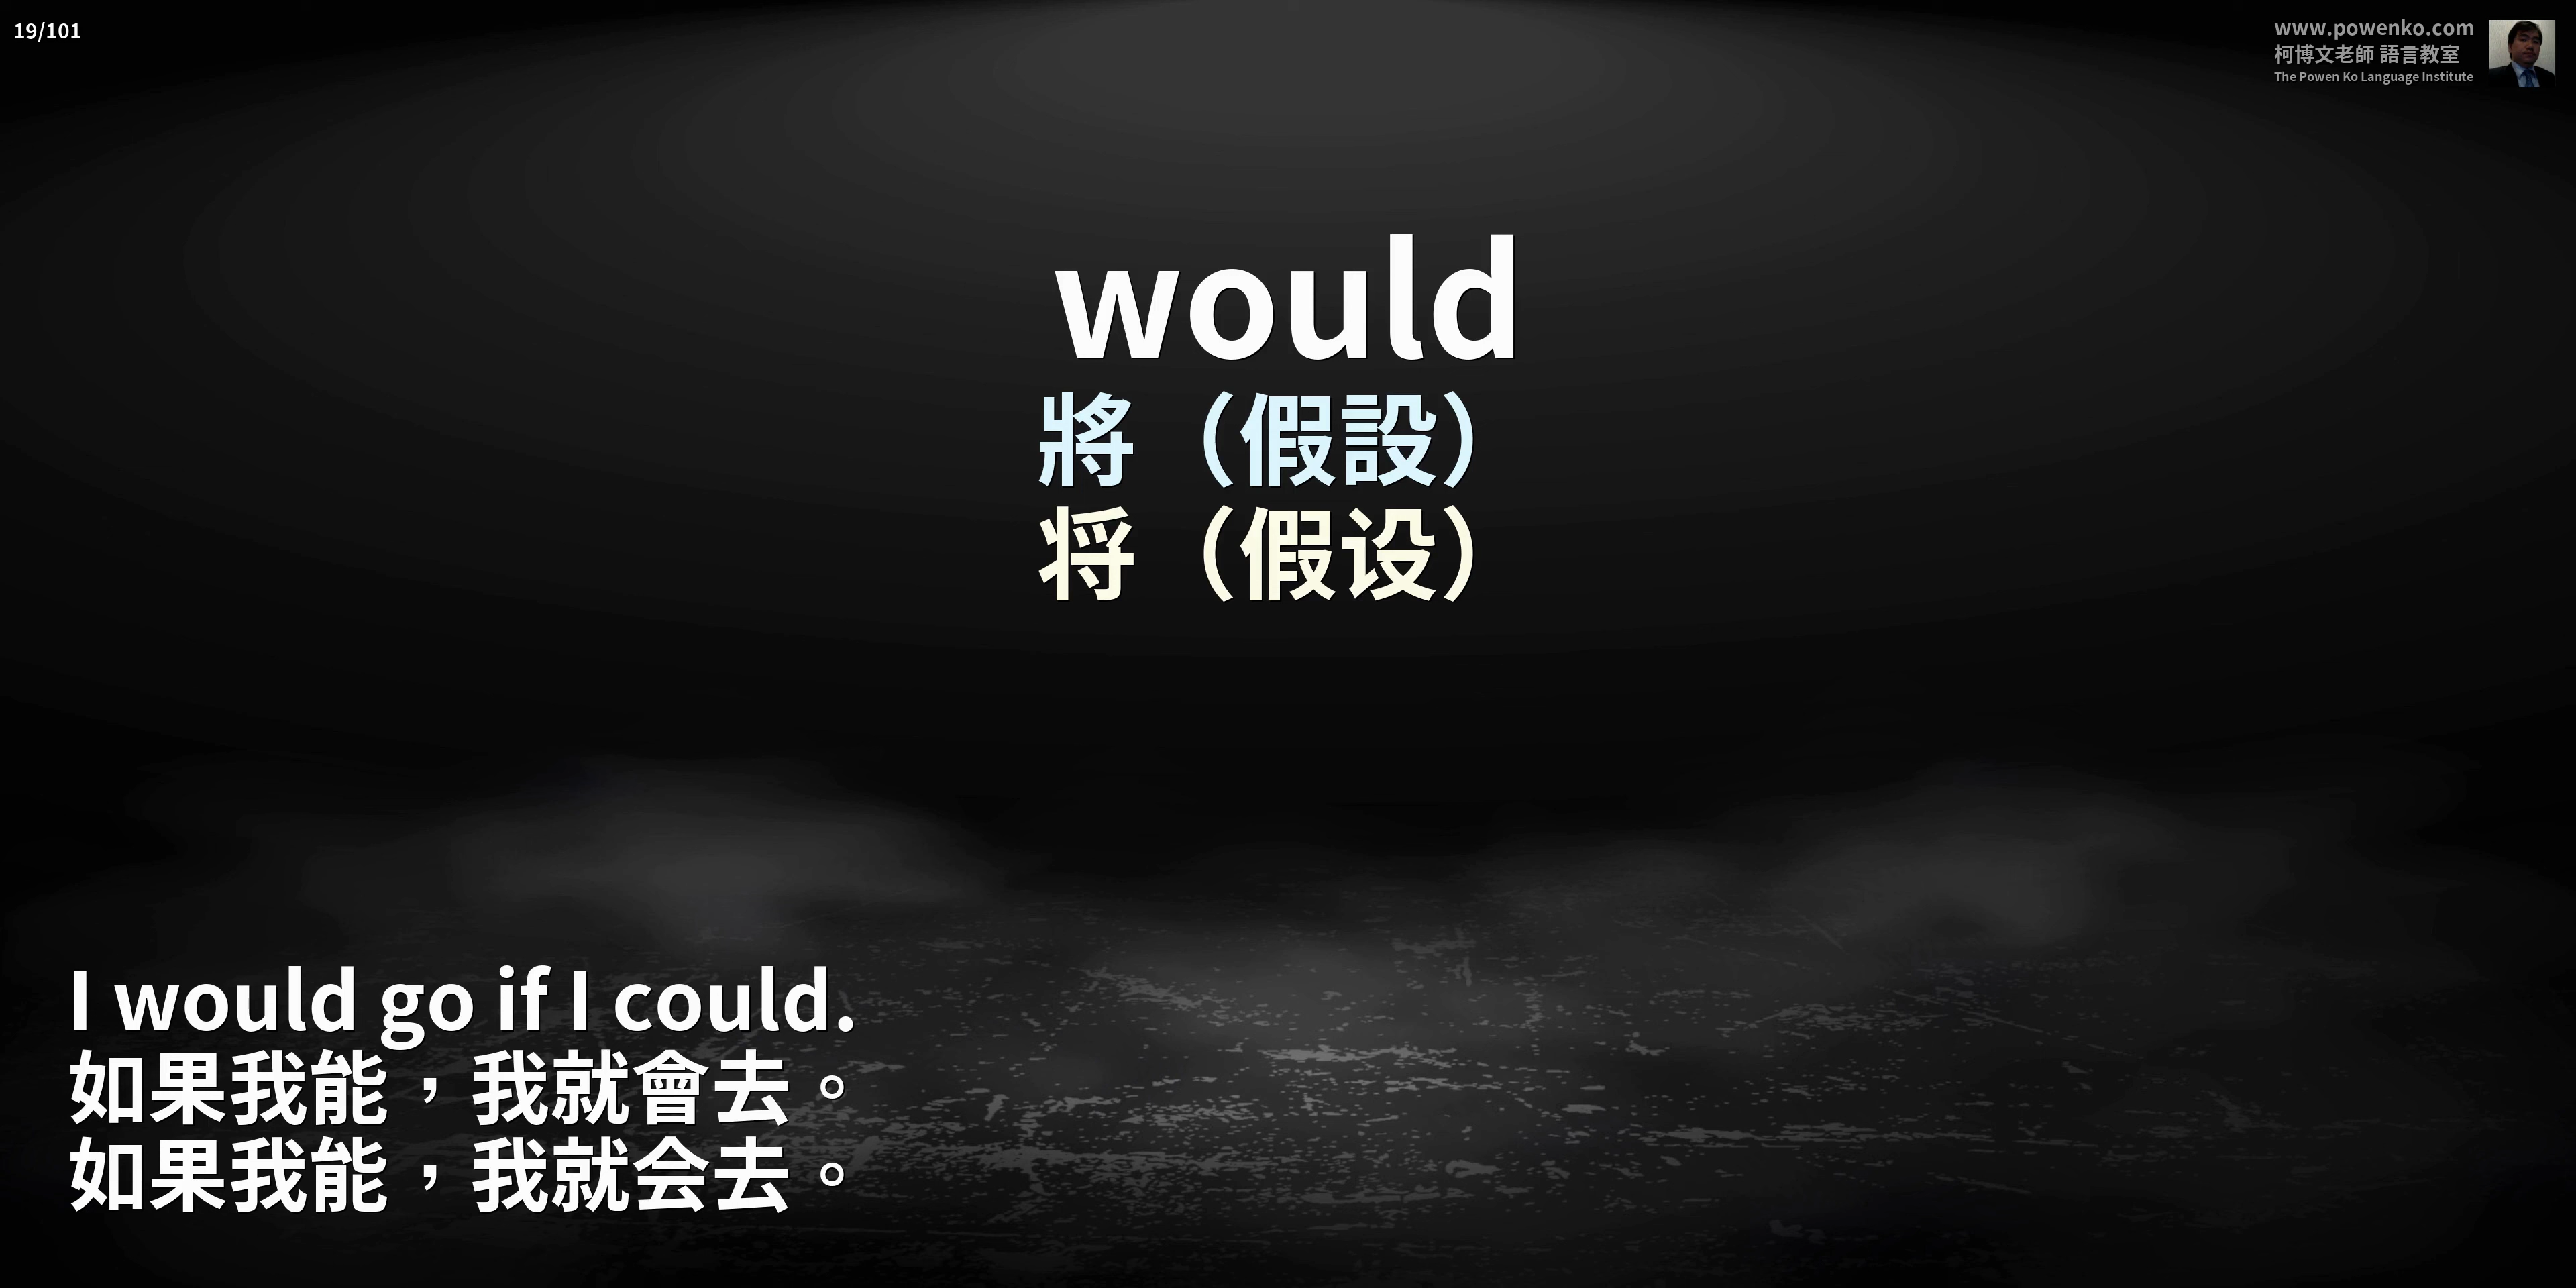 19/101
www.powenko.com
柯博文老師 語言教室
The Powen Ko Language Institute
would
將（假設）
将（假设）
I would go if I could.
如果我能，我就會去。
如果我能，我就会去。